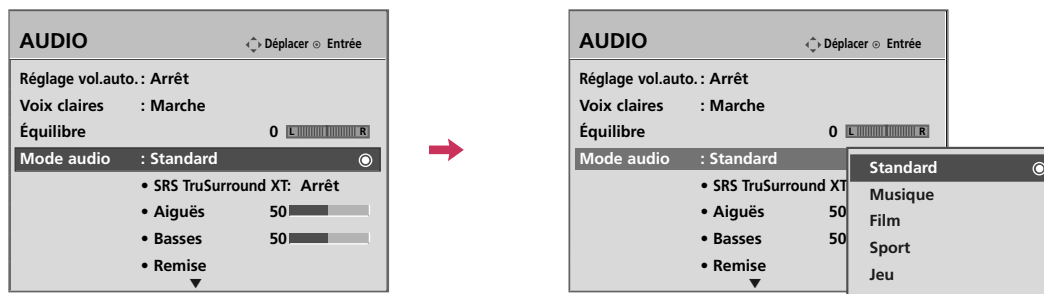 AUDIO
Déplacer Entrée
Réglage vol.auto. : Arrêt
Voix claires : Marche
Équilibre 0 L R
Mode audio : Standard
• SRS TruSurround XT: Arrêt
• Aiguës 50
• Basses 50
• Remise
AUDIO
Déplacer Entrée
Réglage vol.auto. : Arrêt
Voix claires : Marche
Équilibre 0 L R
Mode audio : Standard
• SRS TruSurround XT
• Aiguës 50
• Basses 50
• Remise
Standard
Musique
Film
Sport
Jeu